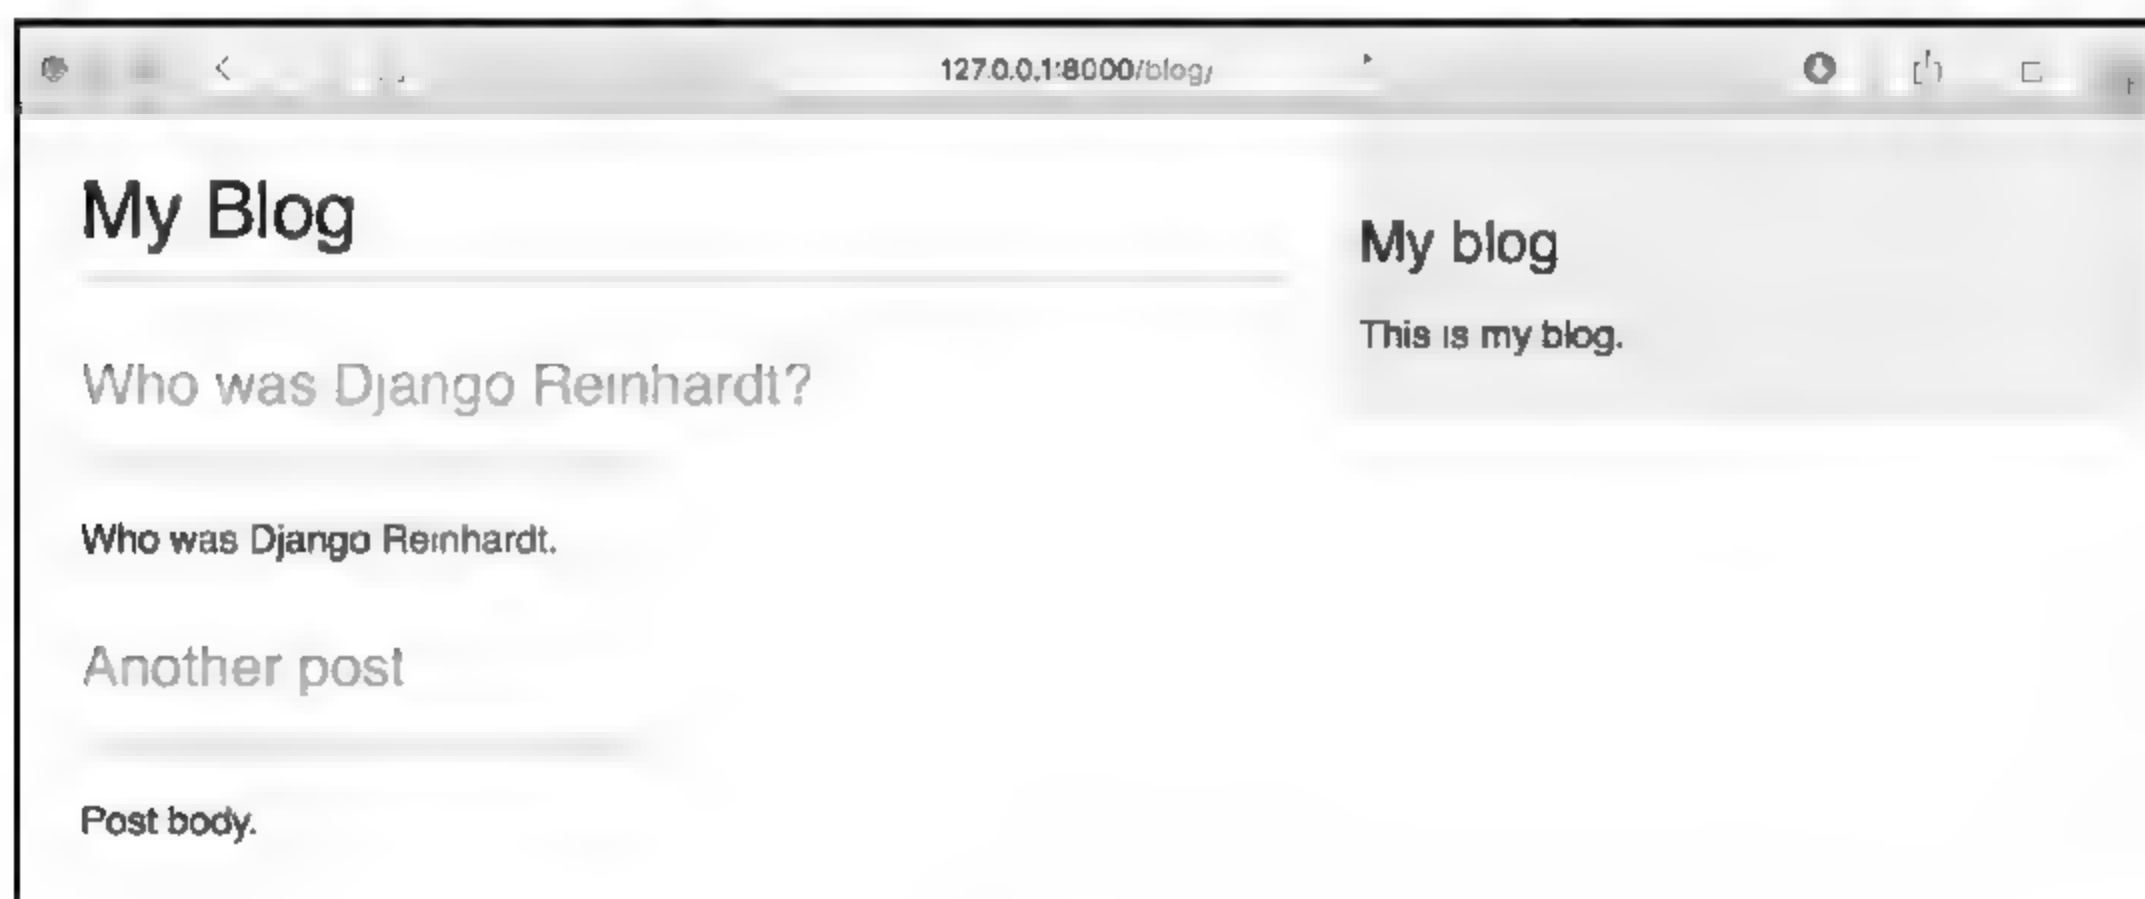 127.0.0.1:8000/blog/
My Blog
Who was Django Reinhardt?
Who was Django Reinhardt.
Another post
Post body.
My blog
This is my blog.